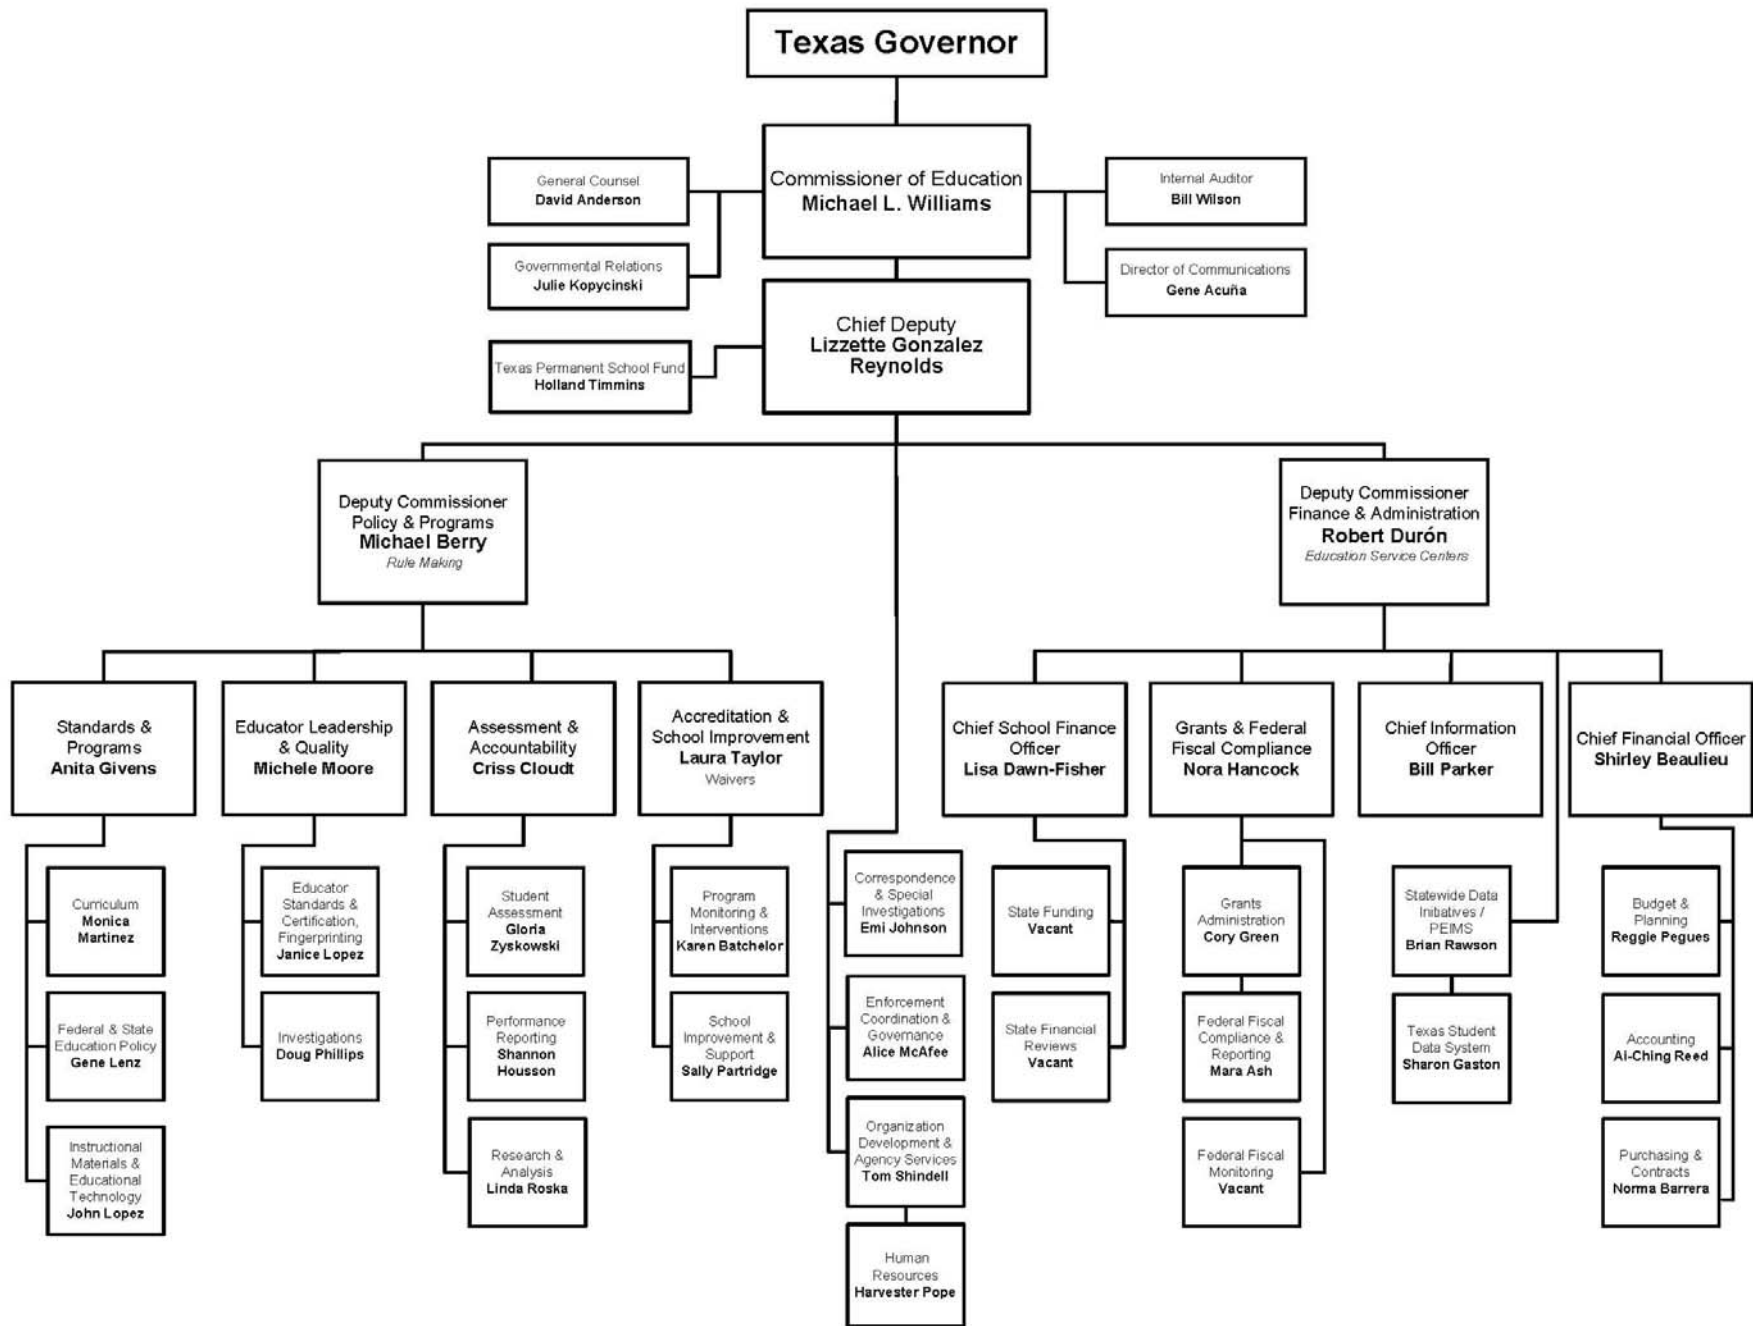 Texas Governor
Commissioner of Education
Michael L. Williams
General Counsel
David Anderson
Internal Auditor
Bill Wilson
Governmental Relations
Julie Kopycinski
Director of Communications
Gene Acuña
Chief Deputy
Lizzette Gonzalez
Reynolds
Texas Permanent School Fund
Holland Timmins
Deputy Commissioner
Policy & Programs
Michael Berry
Rule Making
Deputy Commissioner
Finance & Administration
Robert Durón
Education Service Centers
Standards &
Programs
Anita Givens
Educator Leadership
& Quality
Michele Moore
Assessment &
Accountability
Criss Cloudt
Accreditation &
School Improvement
Laura Taylor
Waivers
Chief School Finance
Officer
Lisa Dawn-Fisher
Grants & Federal
Fiscal Compliance
Nora Hancock
Chief Information
Officer
Bill Parker
Chief Financial Officer
Shirley Beaulieu
Curriculum
Monica
Martinez
Educator
Standards &
Certification,
Fingerprinting
Janice Lopez
Student
Assessment
Gloria
Zyskowski
Program
Monitoring &
Interventions
Karen Batchelor
Correspondence
& Special
Investigations
Emi Johnson
State Funding
Vacant
Grants
Administration
Cory Green
Statewide Data
Initiatives /
PEIMS
Brian Rawson
Budget &
Planning
Reggie Pegues
Federal & State
Education Policy
Gene Lenz
Investigations
Doug Phillips
Performance
Reporting
Shannon
Housson
School
Improvement &
Support
Sally Partridge
Enforcement
Coordination &
Governance
Alice McAfee
State Financial
Reviews
Vacant
Federal Fiscal
Compliance &
Reporting
Mara Ash
Texas Student
Data System
Sharon Gaston
Accounting
Ai-Ching Reed
Instructional
Materials &
Educational
Technology
John Lopez
Research &
Analysis
Linda Roska
Organization
Development &
Agency Services
Tom Shindell
Federal Fiscal
Monitoring
Vacant
Purchasing &
Contracts
Norma Barrera
Human
Resources
Harvester Pope